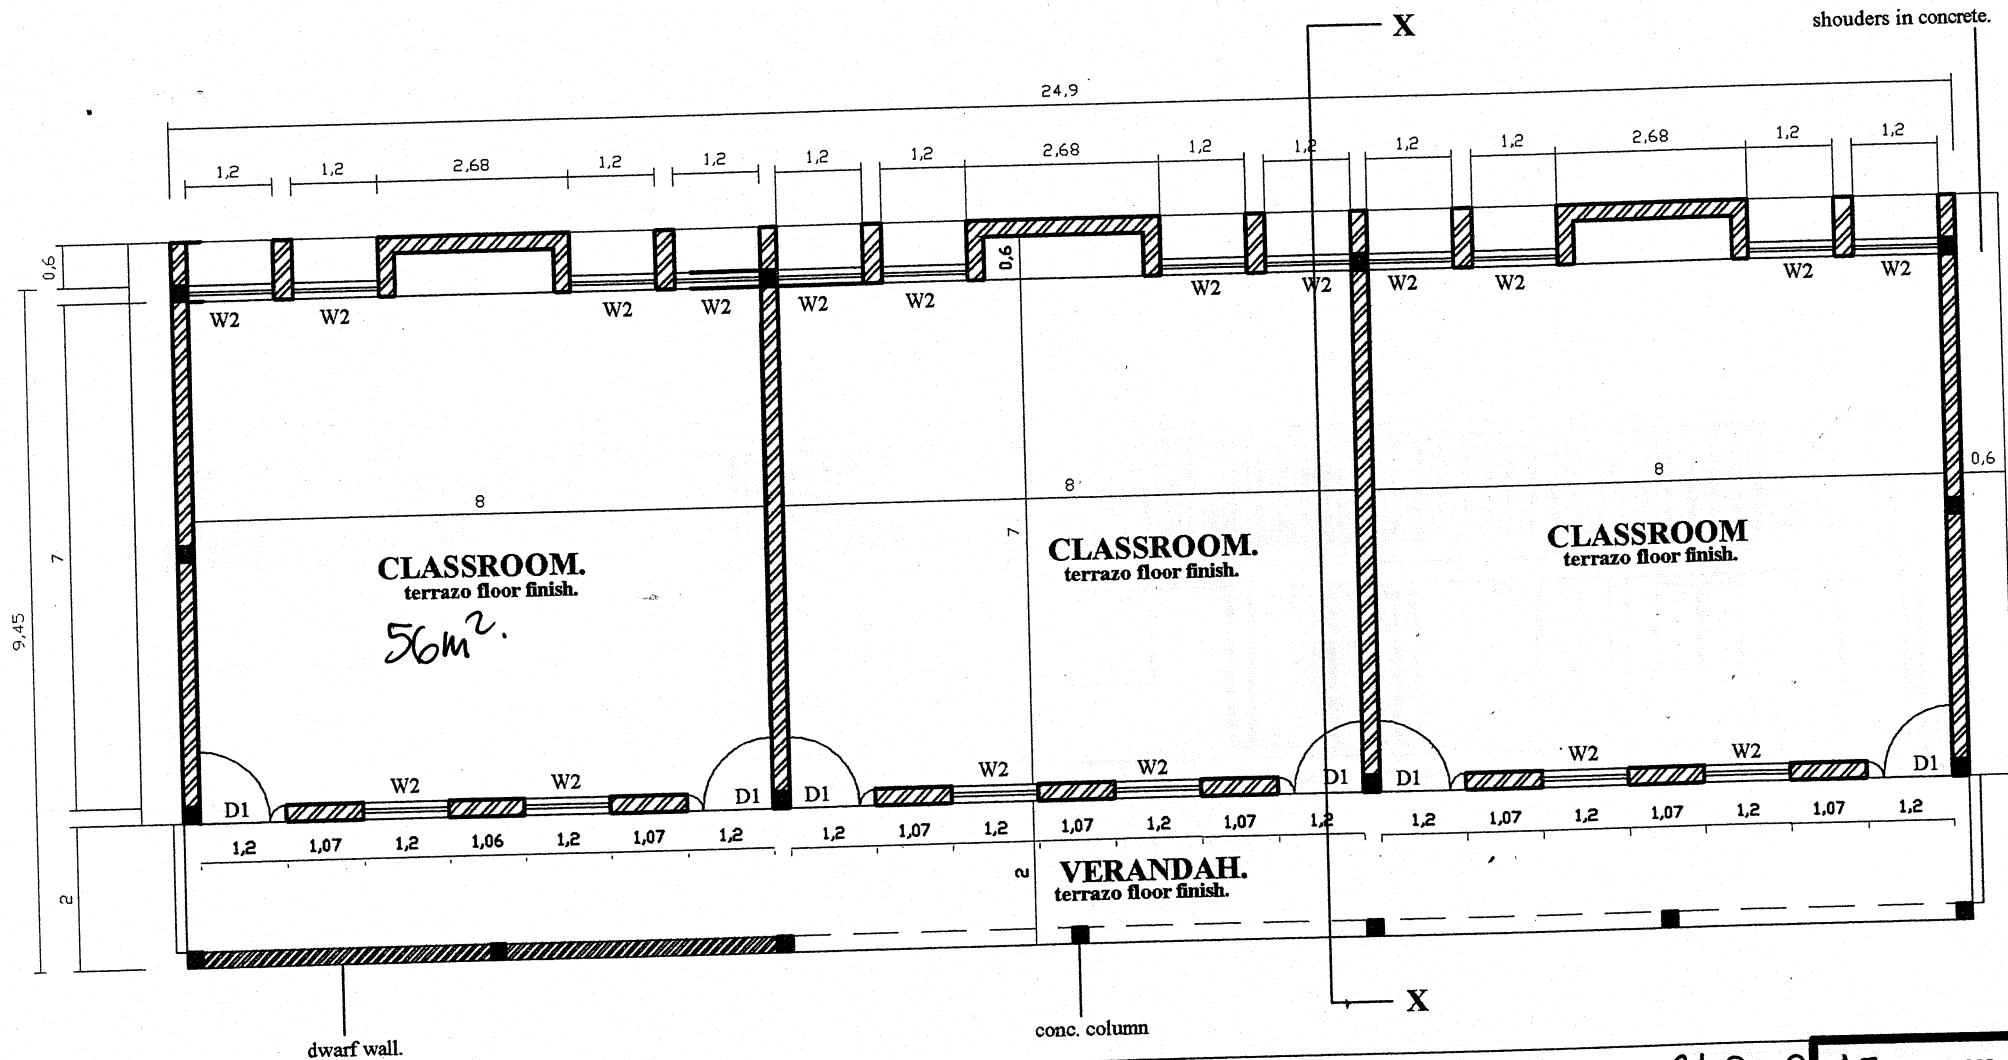 X
shouders in concrete.
24,9
1,2 1,2 2,68 1,2 1,2 1,2 1,2 2,68 1,2 1,2 1,2 1,2 2,68 1,2 1,2
0,6
0,6
W2 W2 W2 W2 W2 W2 W2 W2 W2 W2 W2 W2
8 8 8
0,6
7
7
9,45
CLASSROOM.
terrazo floor finish.
56m².
CLASSROOM.
terrazo floor finish.
CLASSROOM
terrazo floor finish.
W2 W2 W2 W2 W2 W2
D1 D1 D1 D1 D1 D1
1,2 1,07 1,2 1,06 1,2 1,07 1,2 1,2 1,07 1,2 1,07 1,2 1,07 1,2 1,2 1,07 1,2 1,07 1,2 1,07 1,2
2
2
VERANDAH.
terrazo floor finish.
X
conc. column
dwarf wall.